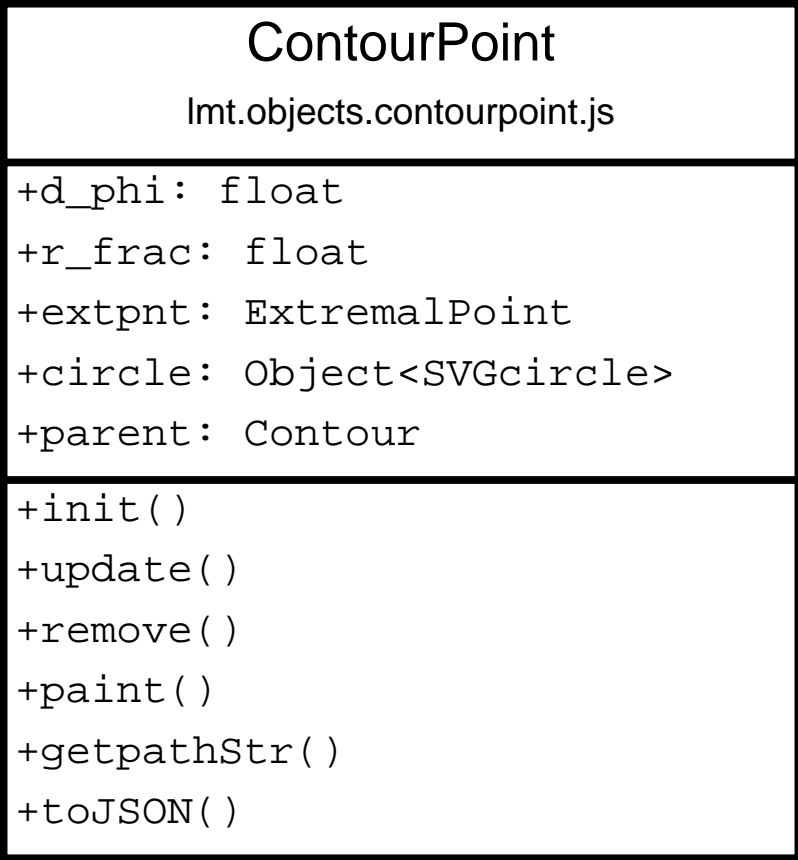 ContourPoint
lmt.objects.contourpoint.js
+d_phi: float
+r_frac: float
+extpnt: ExtremalPoint
+circle: Object<SVGcircle>
+parent: Contour
+init()
+update()
+remove()
+paint()
+getpathStr()
+toJSON()